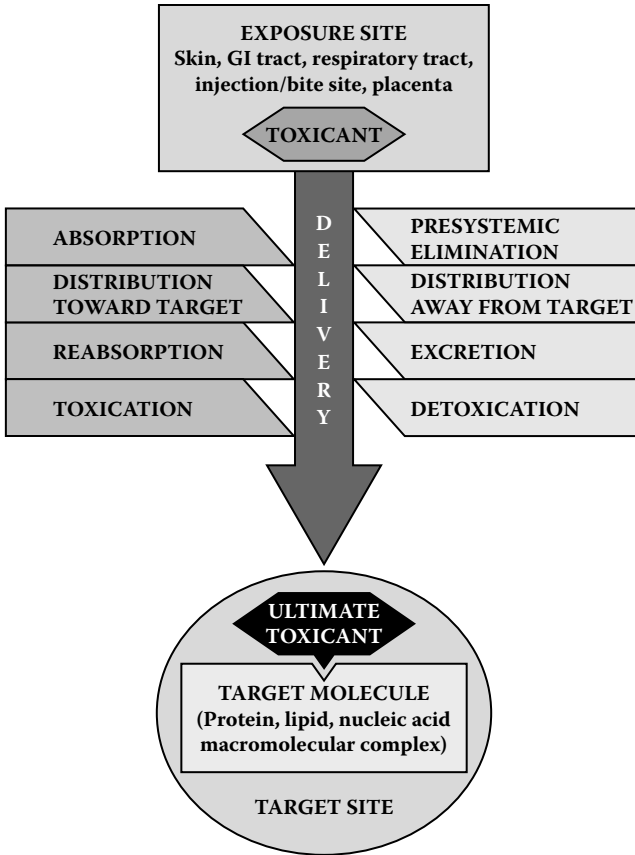 EXPOSURE SITE
Skin, GI tract, respiratory tract,
injection/bite site, placenta
TOXICANT
DELIVERY
ABSORPTION
PRESYSTEMIC
ELIMINATION
DISTRIBUTION
TOWARD TARGET
DISTRIBUTION
AWAY FROM TARGET
REABSORPTION
EXCRETION
TOXICATION
DETOXICATION
ULTIMATE
TOXICANT
TARGET MOLECULE
(Protein, lipid, nucleic acid
macromolecular complex)
TARGET SITE